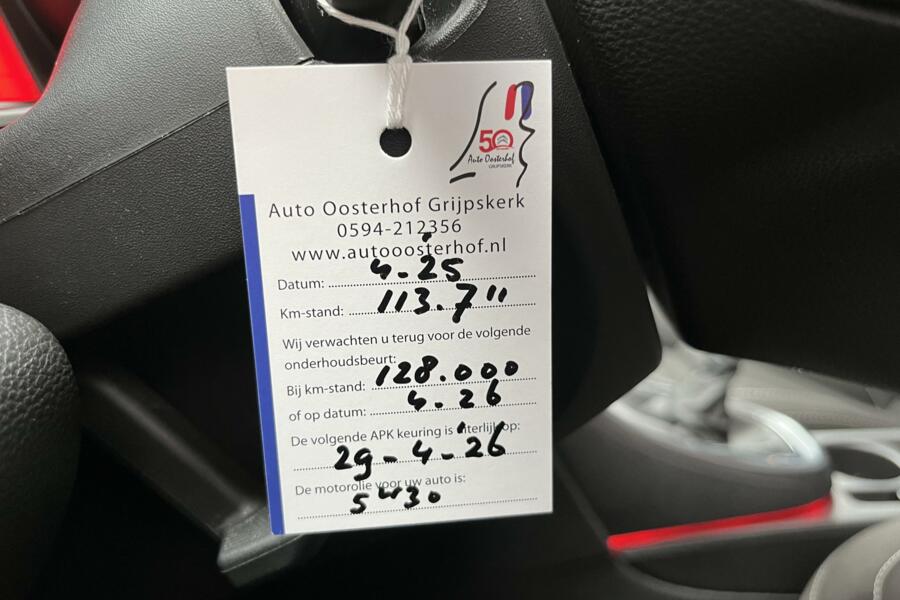 50
Auto Oosterhof
GRIJPSKERK
Auto Oosterhof Grijpskerk
0594-212356
www.autooosterhof.nl
Datum: 4-'25
Km-stand: 113.7"
Wij verwachten u terug voor de volgende
onderhoudsbeurt:
Bij km-stand: 128.000
of op datum: 4.26
De volgende APK keuring is uiterlijk op:
29-4-'26
De motorolie voor uw auto is:
5w30